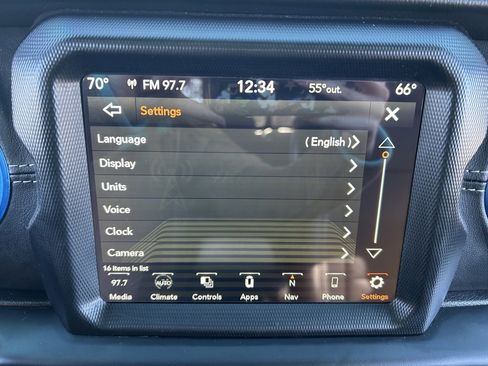 70° FM 97.7 12:34 55°out. 66°
Settings X
Language (English)
Display
Units
Voice
Clock
Camera
16 items in list
97.7 AUTO N
Media Climate Controls Apps Nav Phone Settings